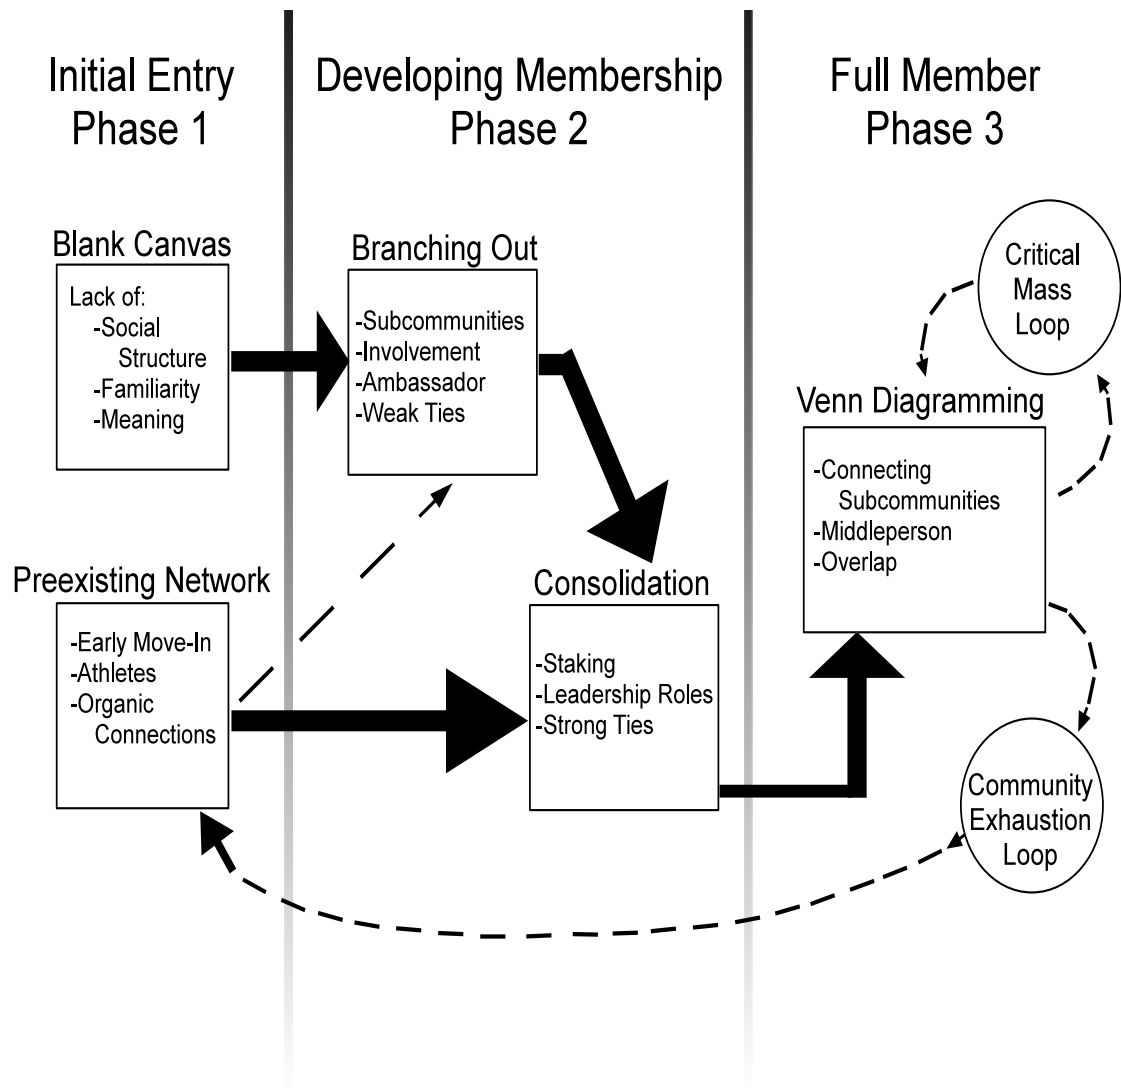 Initial Entry
Phase 1
Developing Membership
Phase 2
Full Member
Phase 3
Blank Canvas
Lack of:
-Social
Structure
-Familiarity
-Meaning
Branching Out
-Subcommunities
-Involvement
-Ambassador
-Weak Ties
Critical
Mass
Loop
Venn Diagramming
-Connecting
Subcommunities
-Middleperson
-Overlap
Preexisting Network
-Early Move-In
-Athletes
-Organic
Connections
Consolidation
-Staking
-Leadership Roles
-Strong Ties
Community
Exhaustion
Loop